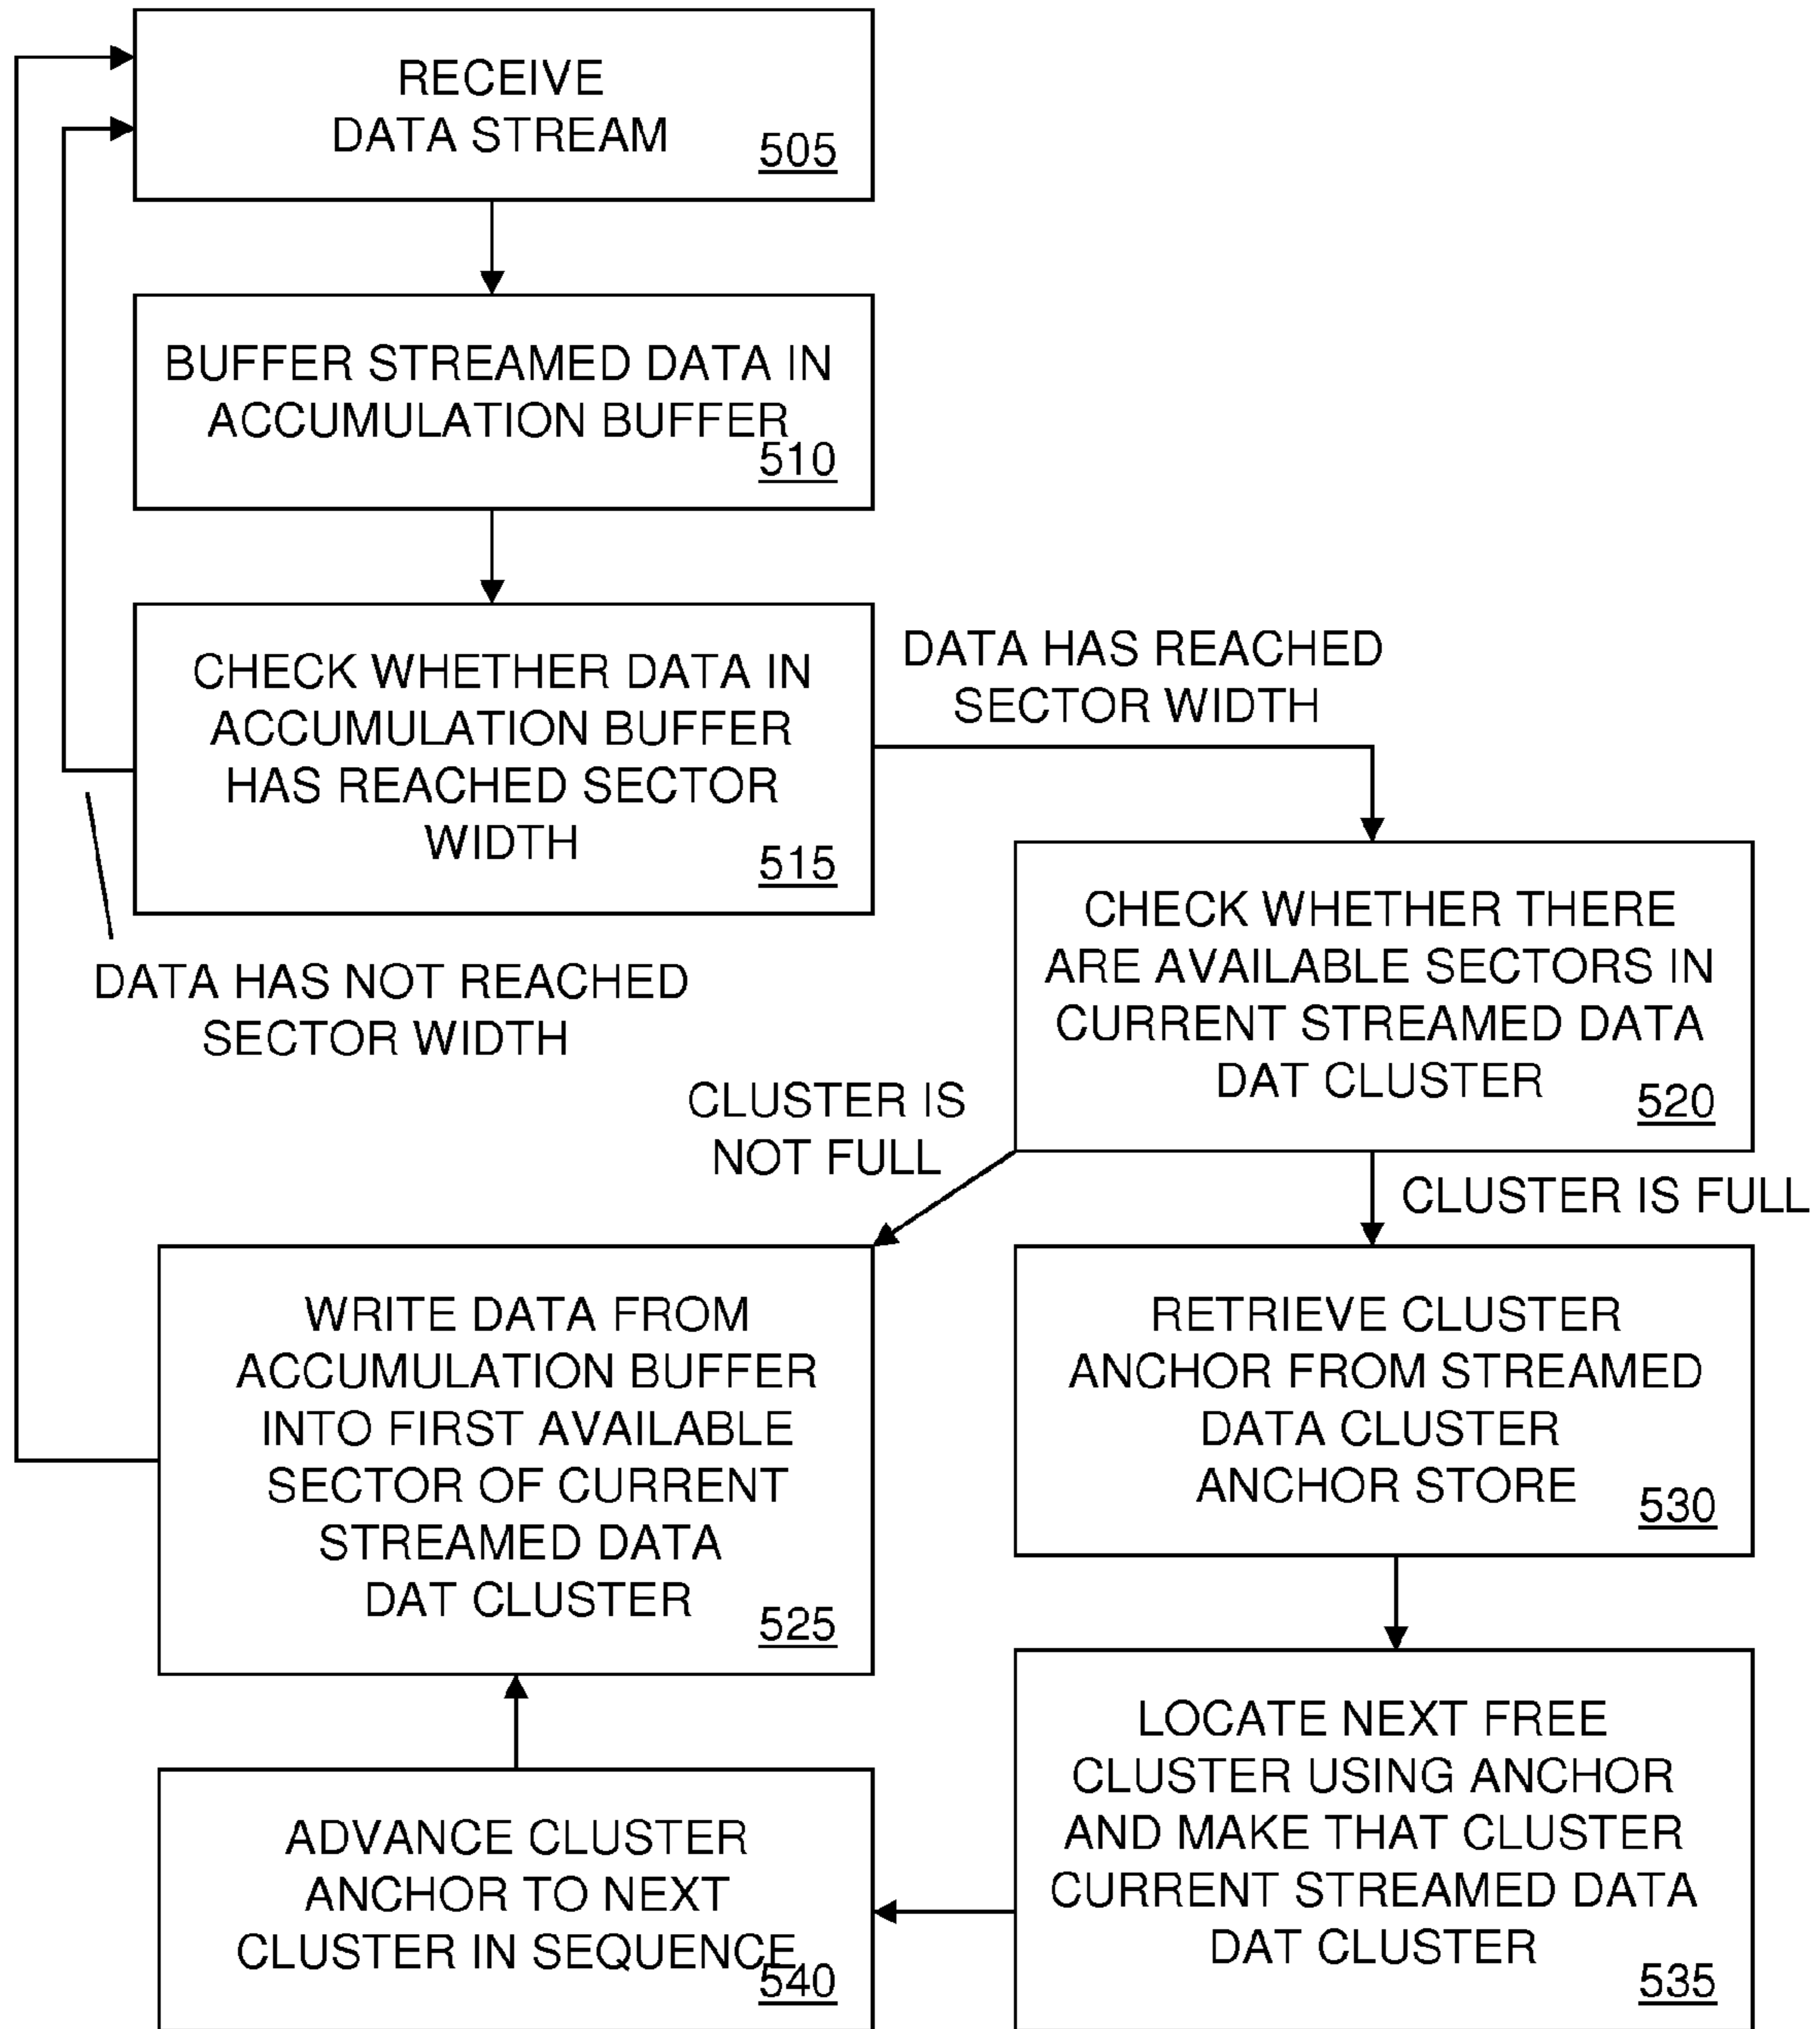 RECEIVE
DATA STREAM
505
BUFFER STREAMED DATA IN
ACCUMULATION BUFFER
510
CHECK WHETHER DATA IN
ACCUMULATION BUFFER
HAS REACHED SECTOR
WIDTH
515
DATA HAS REACHED
SECTOR WIDTH
DATA HAS NOT REACHED
SECTOR WIDTH
CHECK WHETHER THERE
ARE AVAILABLE SECTORS IN
CURRENT STREAMED DATA
DAT CLUSTER
520
CLUSTER IS
NOT FULL
CLUSTER IS FULL
WRITE DATA FROM
ACCUMULATION BUFFER
INTO FIRST AVAILABLE
SECTOR OF CURRENT
STREAMED DATA
DAT CLUSTER
525
RETRIEVE CLUSTER
ANCHOR FROM STREAMED
DATA CLUSTER
ANCHOR STORE
530
LOCATE NEXT FREE
CLUSTER USING ANCHOR
AND MAKE THAT CLUSTER
CURRENT STREAMED DATA
DAT CLUSTER
535
ADVANCE CLUSTER
ANCHOR TO NEXT
CLUSTER IN SEQUENCE
540